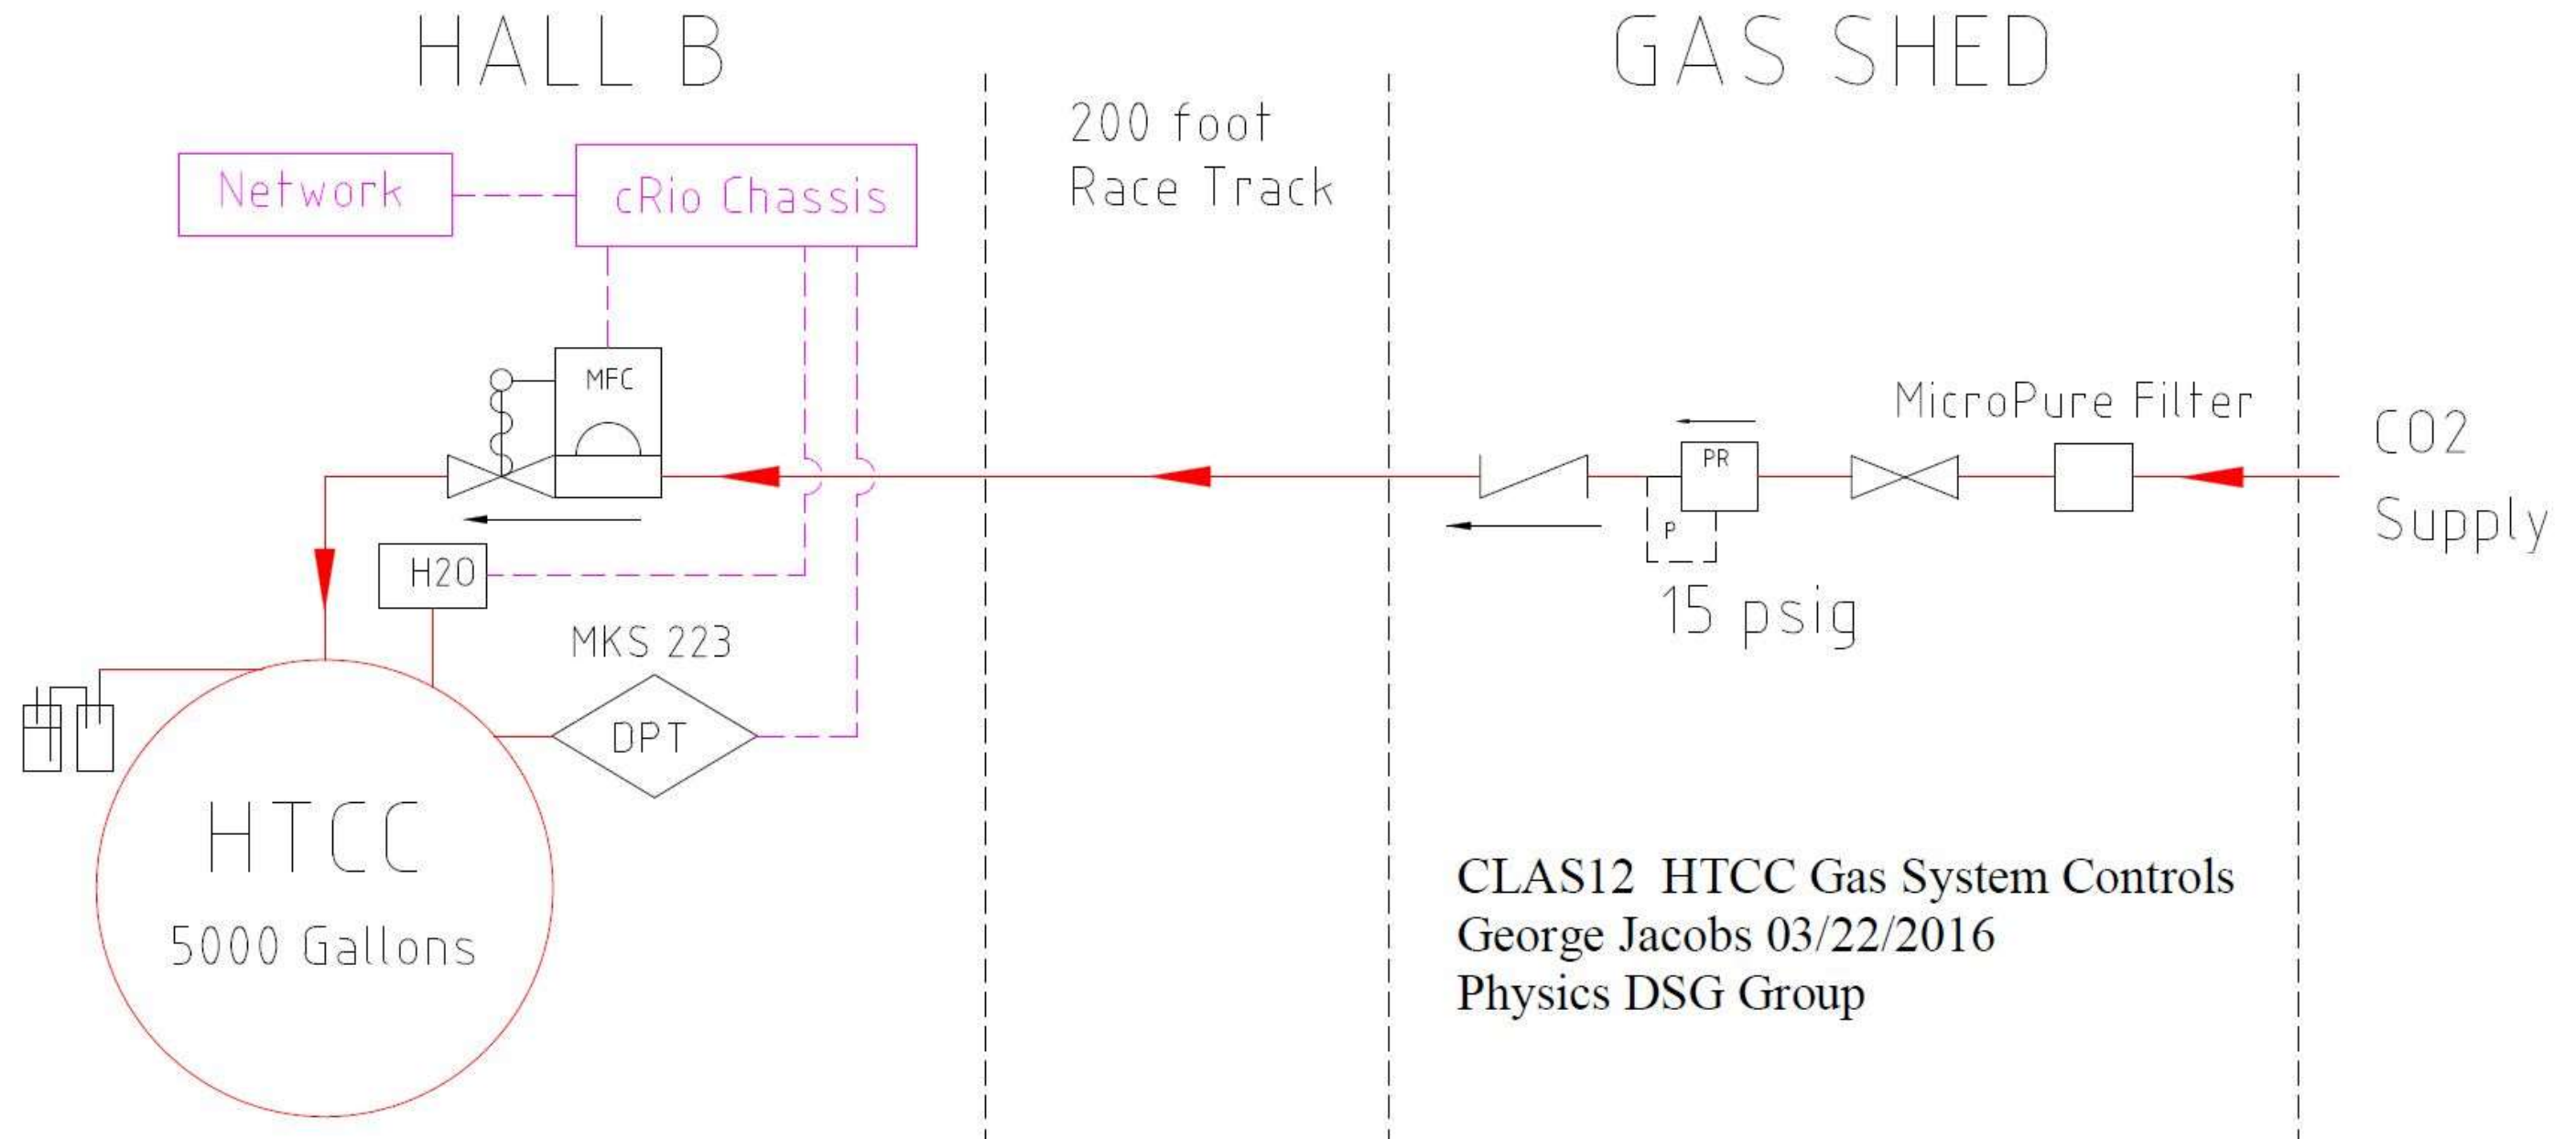 HALL B
GAS SHED
200 foot
Race Track
Network
cRio Chassis
MFC
MicroPure Filter
PR
CO2
Supply
P
H2O
15 psig
MKS 223
DPT
HTCC
5000 Gallons
CLAS12 HTCC Gas System Controls
George Jacobs 03/22/2016
Physics DSG Group